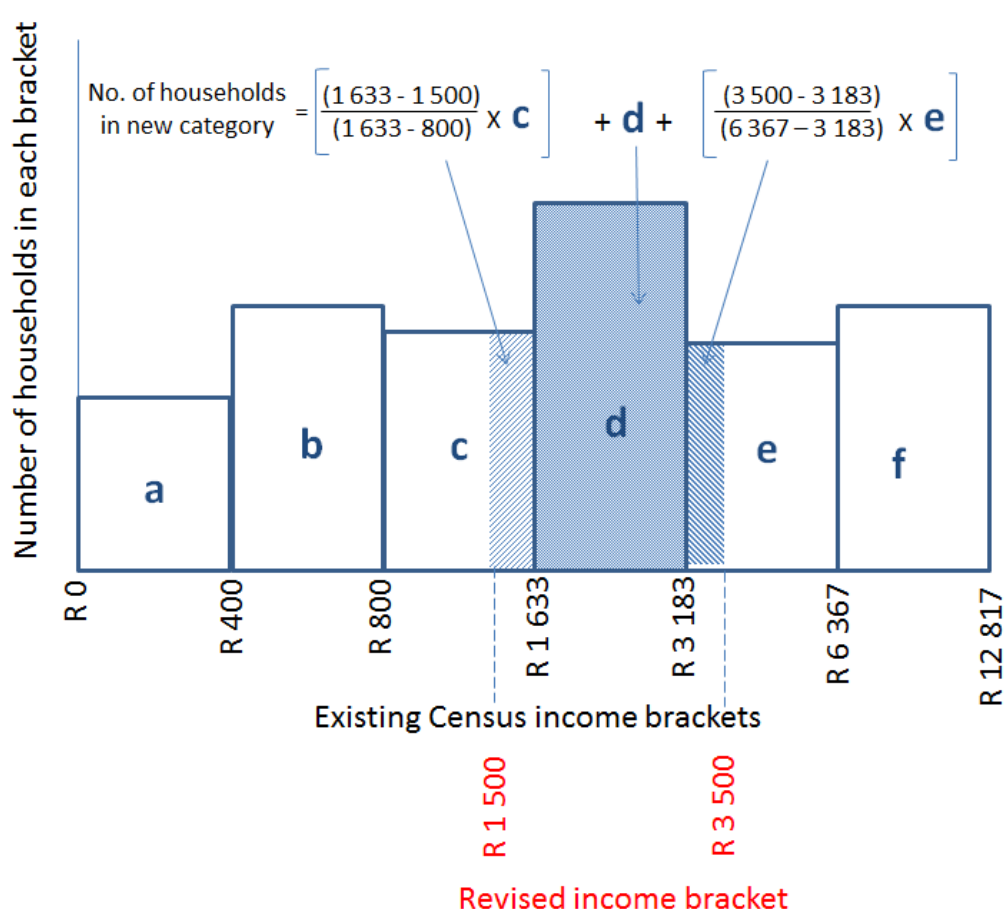 No. of households
in new category
= [(1 633 - 1 500) / (1 633 - 800) x c] + d + [(3 500 - 3 183) / (6 367 – 3 183) x e]
Number of households in each bracket
a
b
c
d
e
f
R 0
R 400
R 800
R 1 633
R 3 183
R 6 367
R 12 817
Existing Census income brackets
R 1 500
R 3 500
Revised income bracket